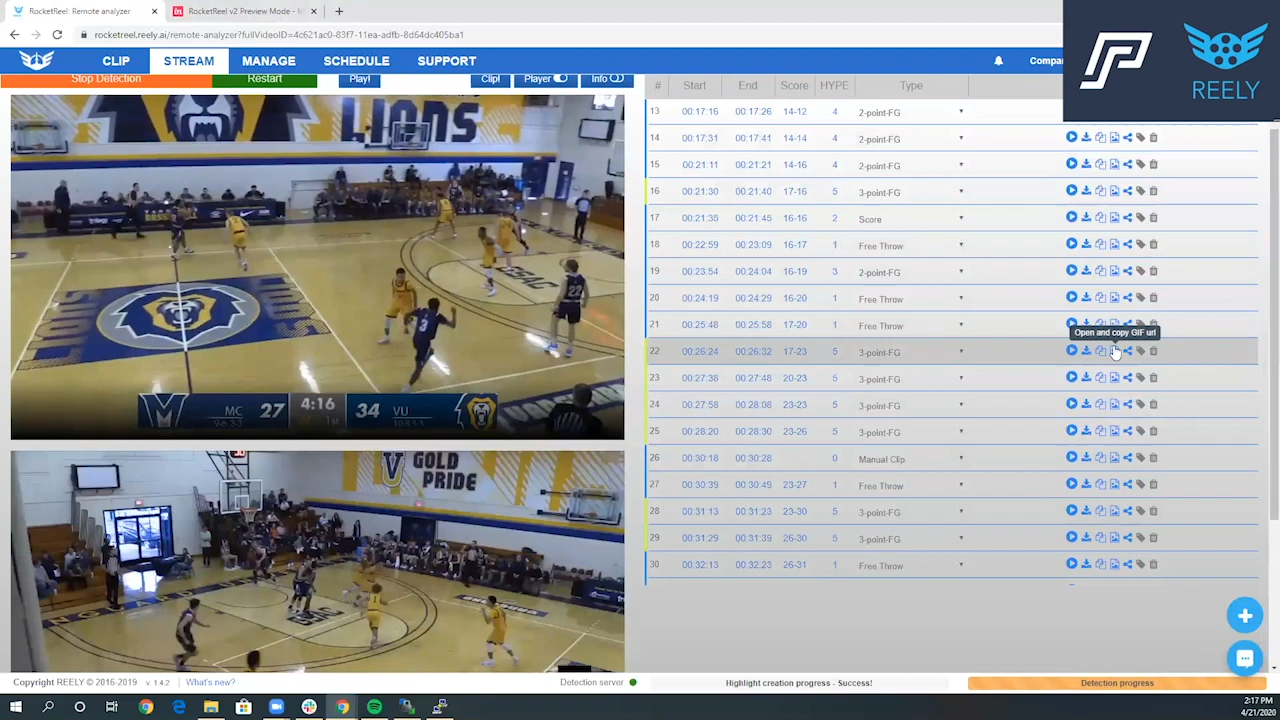 RocketReel: Remote analyzer
rocketreel.reely.ai/remote-analyzer?fullVideoID=4c621ac0-83f7-11ea-adfb-8d64dc405ba1
CLIP STREAM MANAGE SCHEDULE SUPPORT
REELY
Stop Detection Restart Play! Clip! Player Info
# Start End Score HYPE Type
13 00:17:16 00:17:26 14-12 4 2-point-FG
14 00:17:31 00:17:41 14-14 4 2-point-FG
15 00:21:11 00:21:21 14-16 4 2-point-FG
16 00:21:30 00:21:40 17-16 5 3-point-FG
17 00:21:35 00:21:45 16-16 2 Score
18 00:22:59 00:23:09 16-17 1 Free Throw
19 00:23:54 00:24:04 16-19 3 2-point-FG
20 00:24:19 00:24:29 16-20 1 Free Throw
21 00:25:48 00:25:58 17-20 1 Free Throw
Open and copy GIF url
22 00:26:24 00:26:32 17-23 5 3-point-FG
23 00:27:38 00:27:48 20-23 5 3-point-FG
24 00:27:58 00:28:08 23-23 5 3-point-FG
25 00:28:20 00:28:30 23-26 5 3-point-FG
26 00:30:18 00:30:28 0 Manual Clip
27 00:30:39 00:30:49 23-27 1 Free Throw
28 00:31:13 00:31:23 23-30 5 3-point-FG
29 00:31:29 00:31:39 26-30 5 3-point-FG
30 00:32:13 00:32:23 26-31 1 Free Throw
LIONS
GSAC
22
3
MC 27 4:16 34 VU
GOLD
PRIDE
GSAC
Copyright REELY © 2016-2019 v 1.4.2 What's new? Detection server Highlight creation progress - Success! Detection progress
2:17 PM
4/21/2020